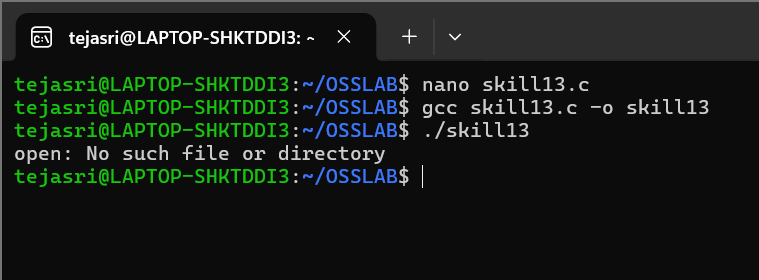 tejasri@LAPTOP-SHKTDDI3: ~
tejasri@LAPTOP-SHKTDDI3:~/OSSLAB$ nano skill13.c
tejasri@LAPTOP-SHKTDDI3:~/OSSLAB$ gcc skill13.c -o skill13
tejasri@LAPTOP-SHKTDDI3:~/OSSLAB$ ./skill13
open: No such file or directory
tejasri@LAPTOP-SHKTDDI3:~/OSSLAB$